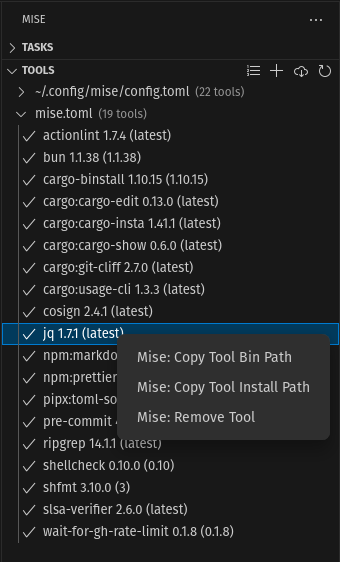 MISE
TASKS
TOOLS
~/.config/mise/config.toml (22 tools)
mise.toml (19 tools)
actionlint 1.7.4 (latest)
bun 1.1.38 (1.1.38)
cargo-binstall 1.10.15 (1.10.15)
cargo:cargo-edit 0.13.0 (latest)
cargo:cargo-insta 1.41.1 (latest)
cargo:cargo-show 0.6.0 (latest)
cargo:git-cliff 2.7.0 (latest)
cargo:usage-cli 1.3.3 (latest)
cosign 2.4.1 (latest)
jq 1.7.1 (latest)
npm:markdo
Mise: Copy Tool Bin Path
npm:prettier
Mise: Copy Tool Install Path
pipx:toml-so
pre-commit
Mise: Remove Tool
ripgrep 14.1.1 (latest)
shellcheck 0.10.0 (0.10)
shfmt 3.10.0 (3)
slsa-verifier 2.6.0 (latest)
wait-for-gh-rate-limit 0.1.8 (0.1.8)